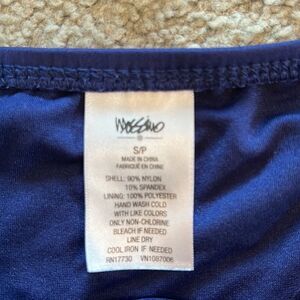 Mossimo
S/P
MADE IN CHINA
FABRIQUÉ EN CHINE
SHELL: 90% NYLON
10% SPANDEX
LINING: 100% POLYESTER
HAND WASH COLD
WITH LIKE COLORS
ONLY NON-CHLORINE
BLEACH IF NEEDED
LINE DRY
COOL IRON IF NEEDED
RN17730 VN1087006